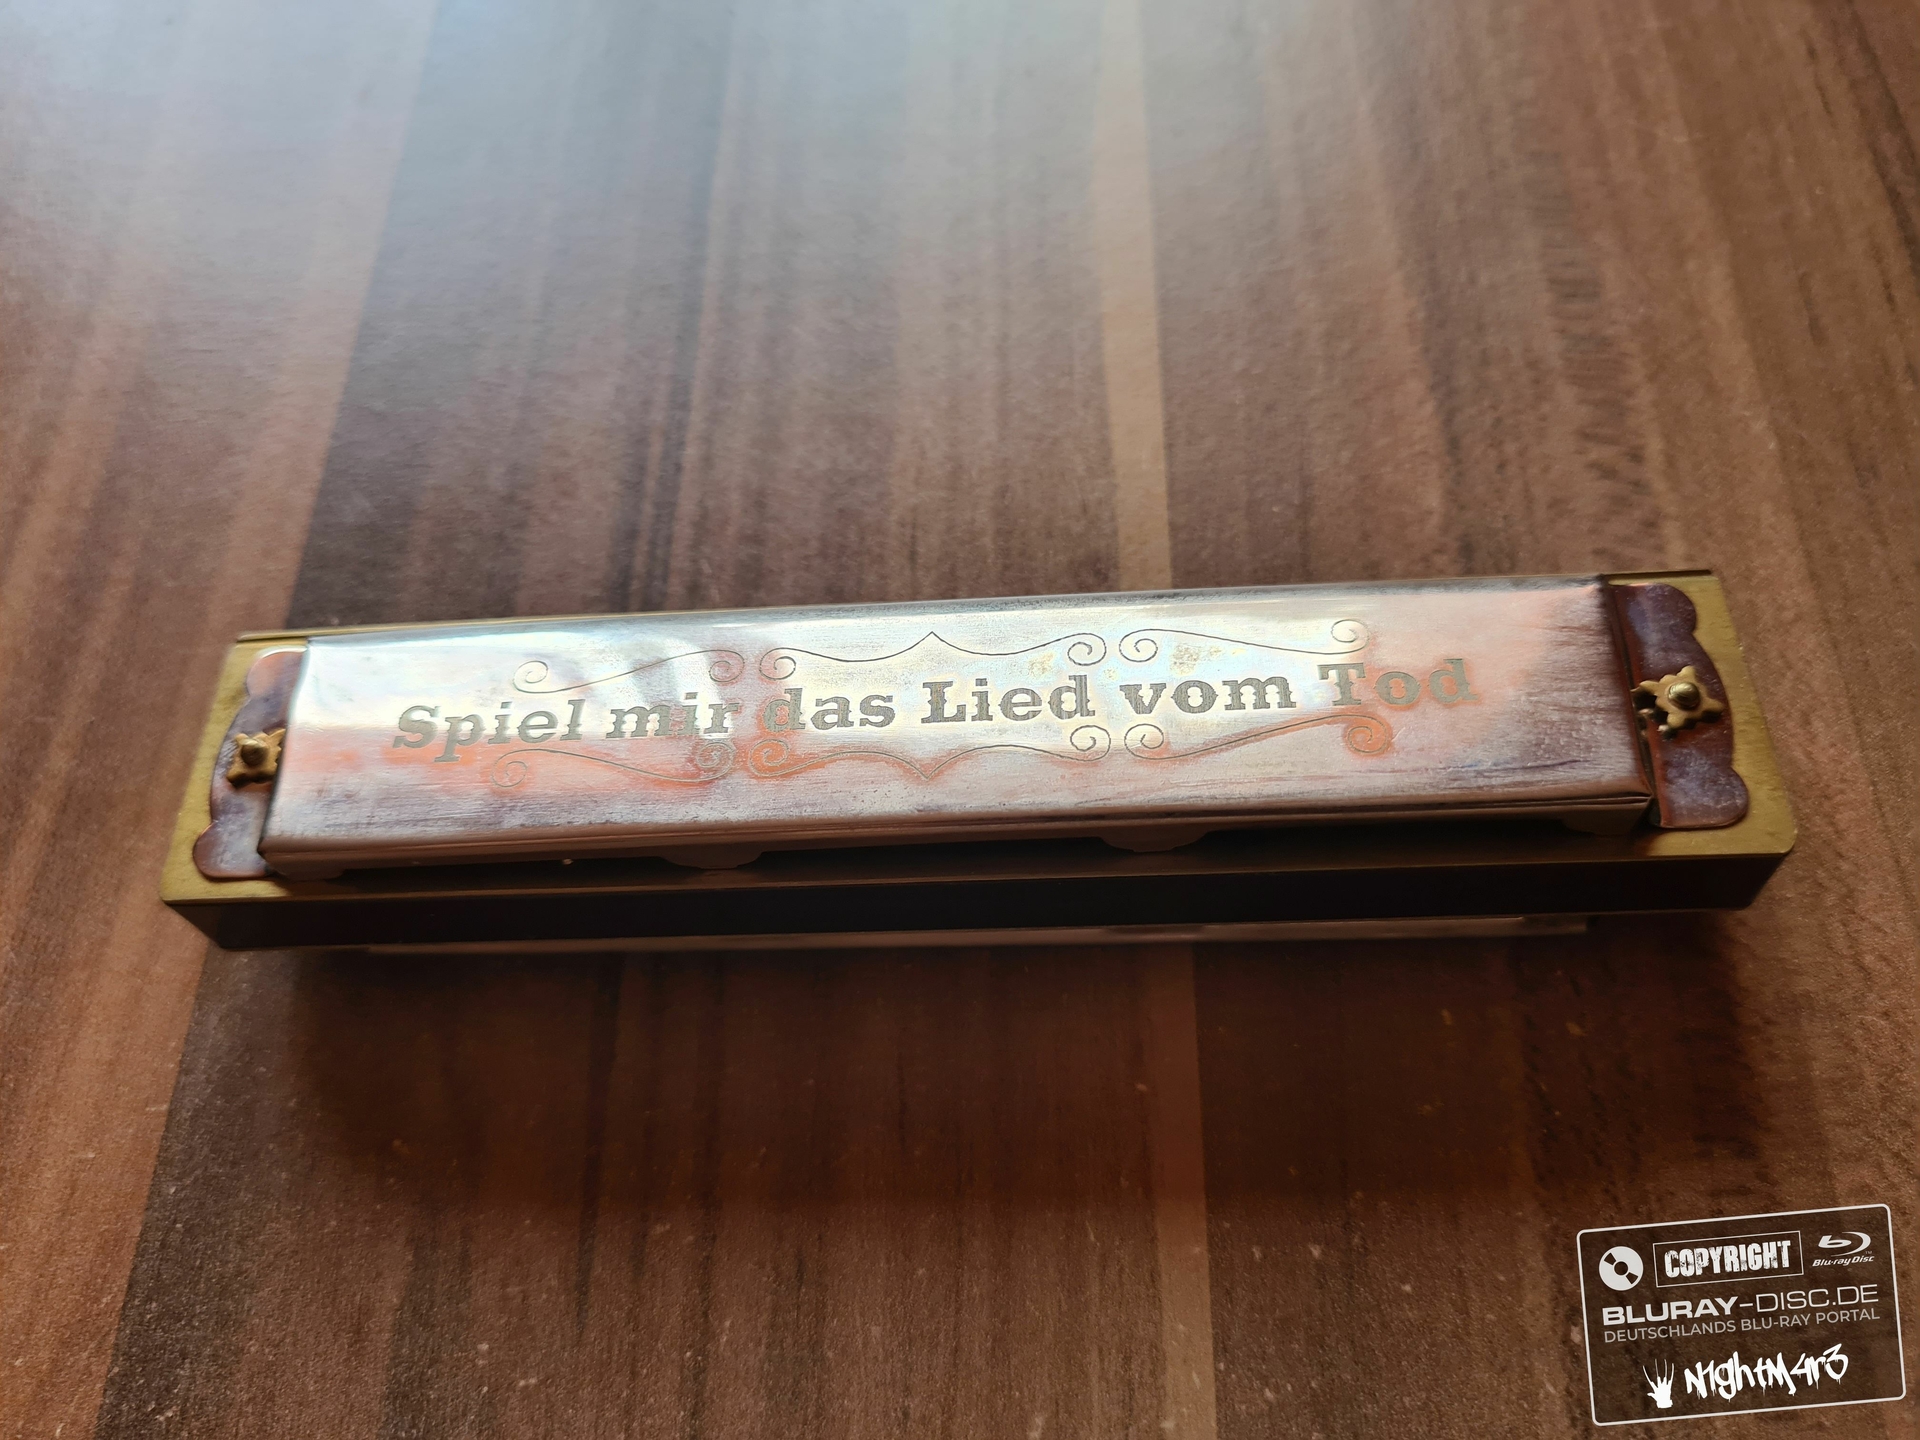 Spiel mir das Lied vom Tod
COPYRIGHT
Blu-ray Disc
BLURAY-DISC.DE
DEUTSCHLANDS BLU-RAY PORTAL
N1ghtM4r3